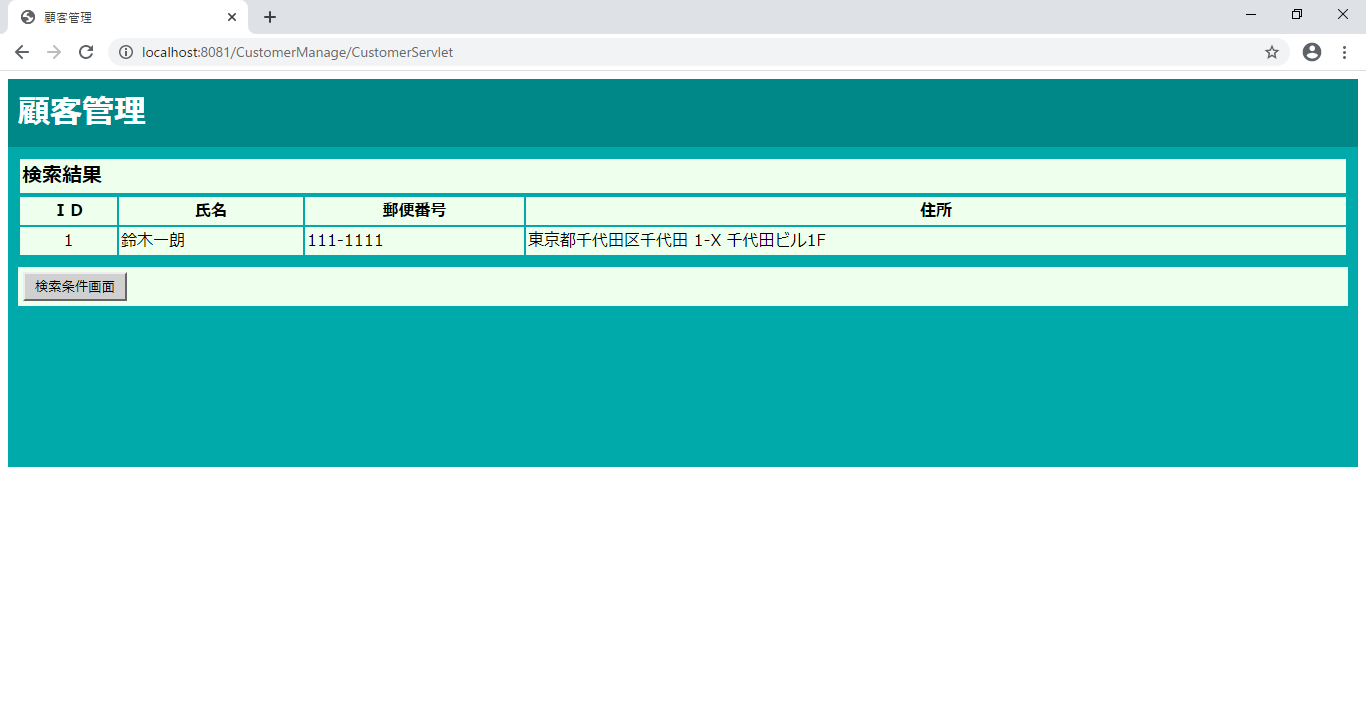 顧客管理
localhost:8081/CustomerManage/CustomerServlet
顧客管理
検索結果
ＩＤ 氏名 郵便番号 住所
1 鈴木一朗 111-1111 東京都千代田区千代田 1-X 千代田ビル1F
検索条件画面